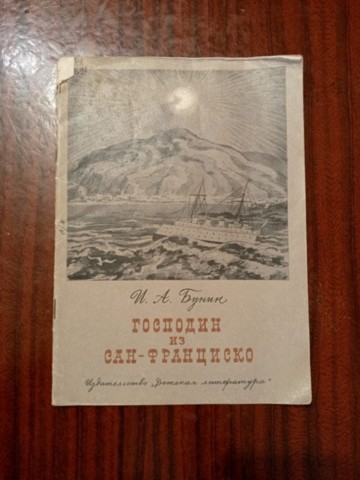 И. А. Бунин
ГОСПОДИН
ИЗ
САН-ФРАНЦИСКО
Издательство „Детская литература"